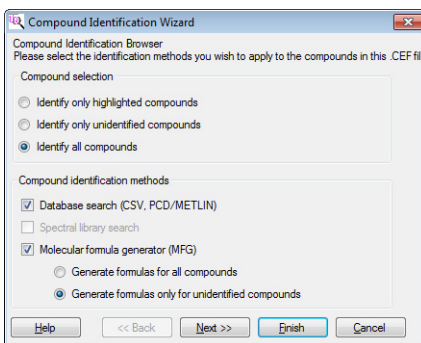 Compound Identification Wizard
Compound Identification Browser
Please select the identification methods you wish to apply to the compounds in this .CEF fil
Compound selection
Identify only highlighted compounds
Identify only unidentified compounds
Identify all compounds
Compound identification methods
Database search (CSV, PCD/METLIN)
Spectral library search
Molecular formula generator (MFG)
Generate formulas for all compounds
Generate formulas only for unidentified compounds
Help << Back Next >> Finish Cancel